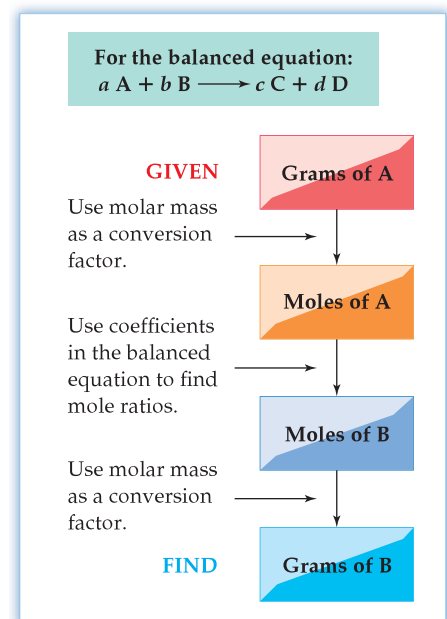 For the balanced equation:
a A + b B ⟶ c C + d D
GIVEN
Grams of A
Use molar mass
as a conversion
factor.
Moles of A
Use coefficients
in the balanced
equation to find
mole ratios.
Moles of B
Use molar mass
as a conversion
factor.
FIND
Grams of B